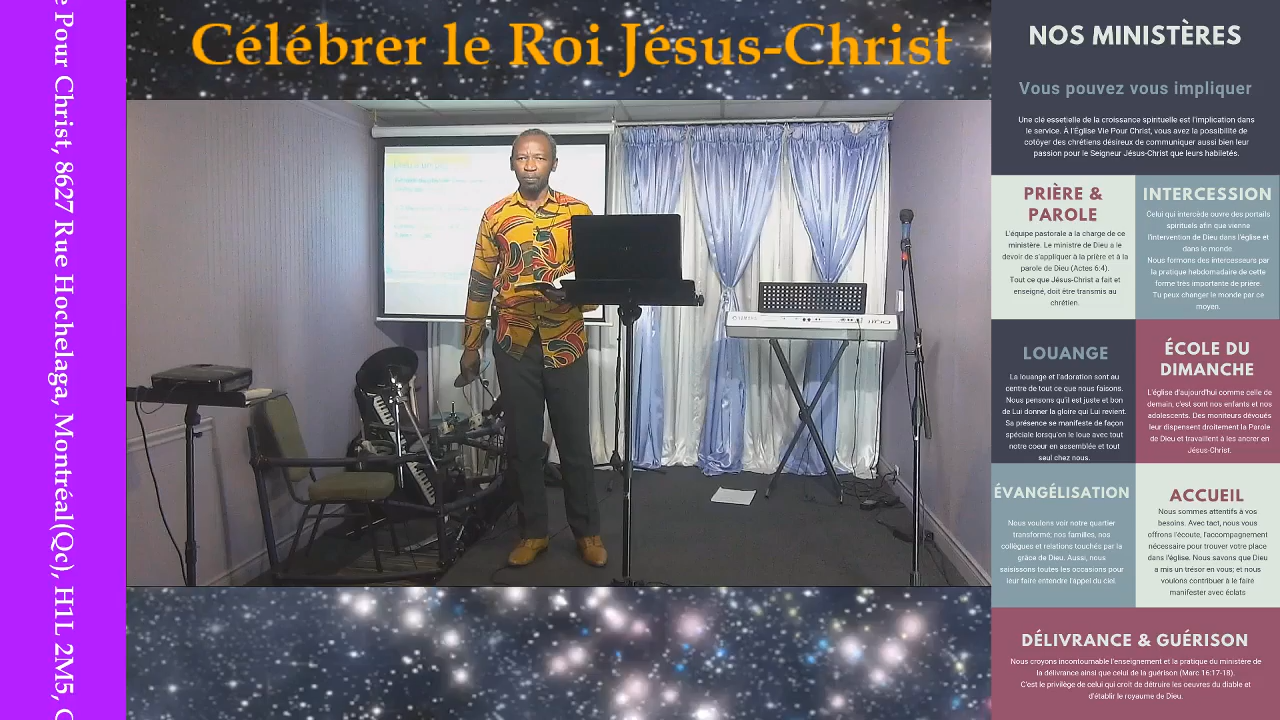 e Pour Christ, 8627 Rue Hochelaga, Montréal(Qc), H1L 2M5, C
Célébrer le Roi Jésus-Christ
NOS MINISTÈRES
Vous pouvez vous impliquer
Une clé essetielle de la croissance spirituelle est l'implication dans
le service. À l'Église Vie Pour Christ, vous avez la possibilité de
cotôyer des chrétiens désireux de communiquer aussi bien leur
passion pour le Seigneur Jésus-Christ que leurs habiletés.
PRIÈRE &
PAROLE
L'équipe pastorale a la charge de ce
ministère. Le ministre de Dieu a le
devoir de s'appliquer à la prière et à la
parole de Dieu (Actes 6:4).
Tout ce que Jésus-Christ a fait et
enseigné, doit être transmis au
chrétien.
INTERCESSION
Celui qui intercède ouvre des portails
spirituels afin que vienne
l'intervention de Dieu dans l'église et
dans le monde.
Nous formons des intercesseurs par
la pratique hebdomadaire de cette
forme très importante de prière.
Tu peux changer le monde par ce
moyen.
LOUANGE
La louange et l'adoration sont au
centre de tout ce que nous faisons.
Nous pensons qu'il est juste et bon
de Lui donner la gloire qui Lui revient.
Sa présence se manifeste de façon
spéciale lorsqu'on le loue avec tout
notre coeur en assemblée et tout
seul chez nous.
ÉCOLE DU
DIMANCHE
L'église d'aujourd'hui comme celle de
demain, c'est sont nos enfants et nos
adolescents. Des moniteurs dévoués
leur dispensent droitement la Parole
de Dieu et travaillent à les ancrer en
Jésus-Christ.
ÉVANGÉLISATION
Nous voulons voir notre quartier
transformé; nos familles, nos
collègues et relations touchés par la
grâce de Dieu. Aussi, nous
saisissons toutes les occasions pour
leur faire entendre l'appel du ciel.
ACCUEIL
Nous sommes attentifs à vos
besoins. Avec tact, nous vous
offrons l'écoute, l'accompagnement
nécessaire pour trouver votre place
dans l'église. Nous savons que Dieu
a mis un trésor en vous; et nous
voulons contribuer à le faire
manifester avec éclats
DÉLIVRANCE & GUÉRISON
Nous croyons incontournable l'enseignement et la pratique du ministère de
la délivrance ainsi que celui de la guérison (Marc 16:17-18).
C'est le privilège de celui qui croit de détruire les oeuvres du diable et
d'établir le royaume de Dieu.